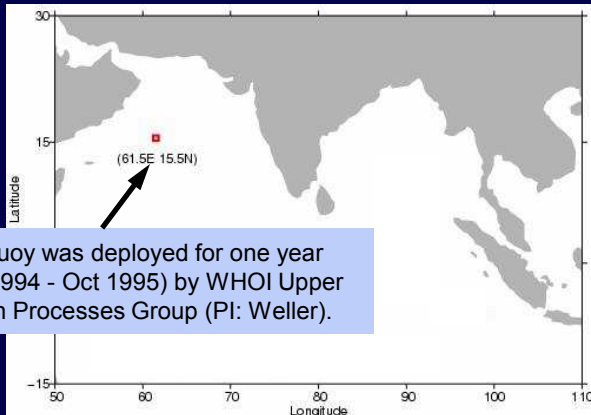 30
15
(61.5E 15.5N)
Latitude
uoy was deployed for one year
994 - Oct 1995) by WHOI Upper
n Processes Group (PI: Weller).
-15
50 60 70 80 90 100 110
Longitude